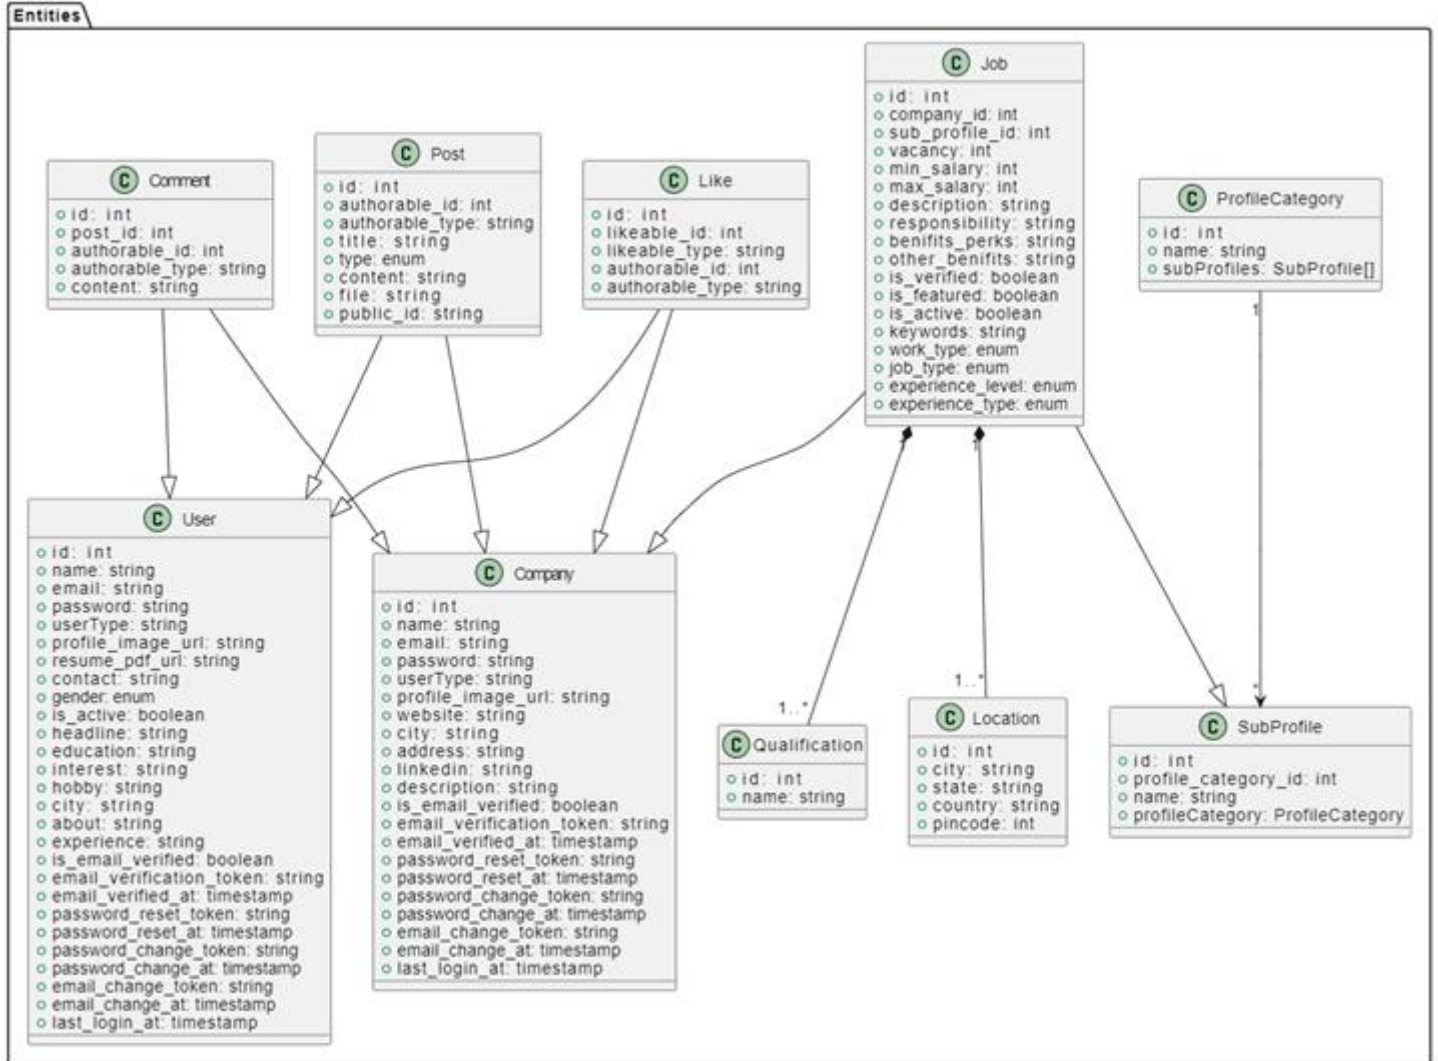 Entities
C Job
id: int
company_id: int
sub_profile_id: int
vacancy: int
min_salary: int
max_salary: int
description: string
responsibility: string
benifits_perks: string
other_benifits: string
is_verified: boolean
is_featured: boolean
is_active: boolean
keywords: string
work_type: enum
job_type: enum
experience_level: enum
experience_type: enum
C Post
id: int
authorable_id: int
authorable_type: string
title: string
type: enum
content: string
file: string
public_id: string
C Comment
id: int
post_id: int
authorable_id: int
authorable_type: string
content: string
C Like
id: int
likeable_id: int
likeable_type: string
authorable_id: int
authorable_type: string
C ProfileCategory
id: int
name: string
subProfiles: SubProfile[]
1
1
1
C User
id: int
name: string
email: string
password: string
userType: string
profile_image_url: string
resume_pdf_url: string
contact: string
gender: enum
is_active: boolean
headline: string
education: string
interest: string
hobby: string
city: string
about: string
experience: string
is_email_verified: boolean
email_verification_token: string
email_verified_at: timestamp
password_reset_token: string
password_reset_at: timestamp
password_change_token: string
password_change_at: timestamp
email_change_token: string
email_change_at: timestamp
last_login_at: timestamp
C Company
id: int
name: string
email: string
password: string
userType: string
profile_image_url: string
website: string
city: string
address: string
linkedin: string
description: string
is_email_verified: boolean
email_verification_token: string
email_verified_at: timestamp
password_reset_token: string
password_reset_at: timestamp
password_change_token: string
password_change_at: timestamp
email_change_token: string
email_change_at: timestamp
last_login_at: timestamp
1..*
1..*
*
C Qualification
id: int
name: string
C Location
id: int
city: string
state: string
country: string
pincode: int
C SubProfile
id: int
profile_category_id: int
name: string
profileCategory: ProfileCategory